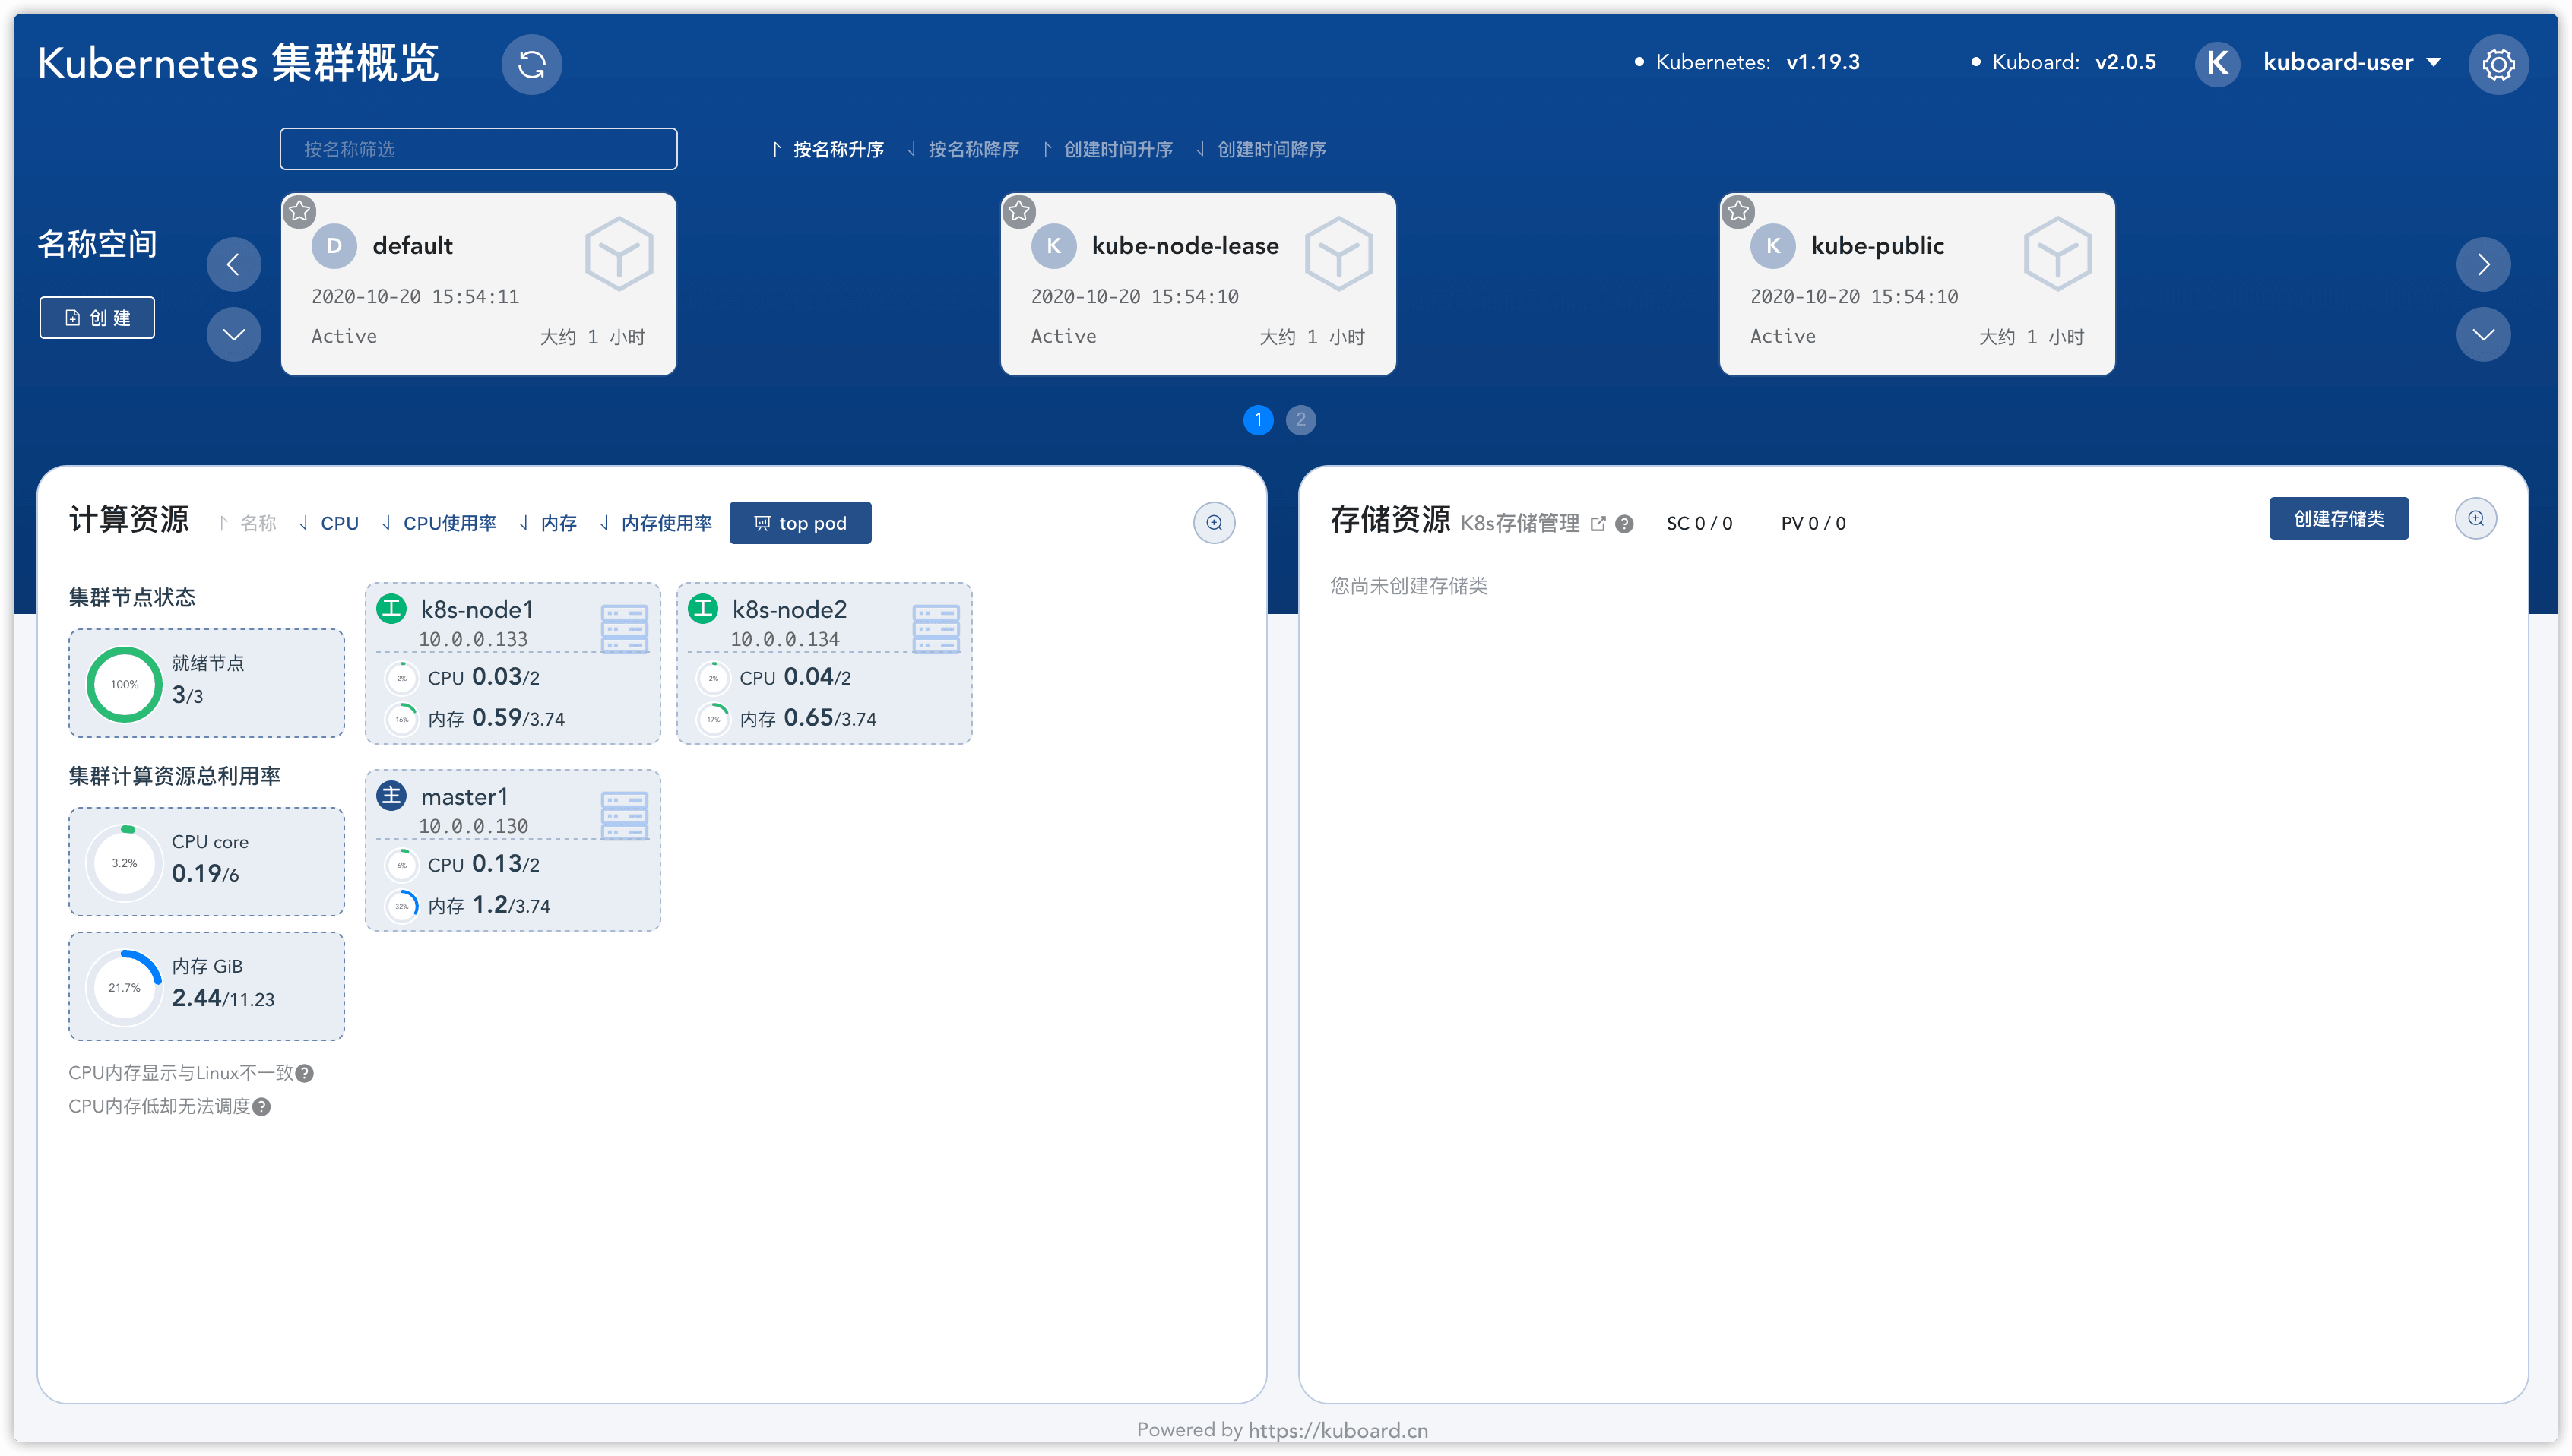 Kubernetes 集群概览
Kubernetes: v1.19.3
Kuboard: v2.0.5
K
kuboard-user
按名称筛选
按名称升序 按名称降序 创建时间升序 创建时间降序
名称空间
创 建
D default
2020-10-20 15:54:11
Active 大约 1 小时
K kube-node-lease
2020-10-20 15:54:10
Active 大约 1 小时
K kube-public
2020-10-20 15:54:10
Active 大约 1 小时
1 2
计算资源 名称 CPU CPU使用率 内存 内存使用率 top pod
集群节点状态
100%
就绪节点
3/3
集群计算资源总利用率
3.2%
CPU core
0.19/6
21.7%
内存 GiB
2.44/11.23
CPU内存显示与Linux不一致?
CPU内存低却无法调度?
工 k8s-node1
10.0.0.133
2% CPU 0.03/2
16% 内存 0.59/3.74
工 k8s-node2
10.0.0.134
2% CPU 0.04/2
17% 内存 0.65/3.74
主 master1
10.0.0.130
6% CPU 0.13/2
32% 内存 1.2/3.74
存储资源 K8s存储管理 ? SC 0 / 0 PV 0 / 0
创建存储类
您尚未创建存储类
Powered by https://kuboard.cn